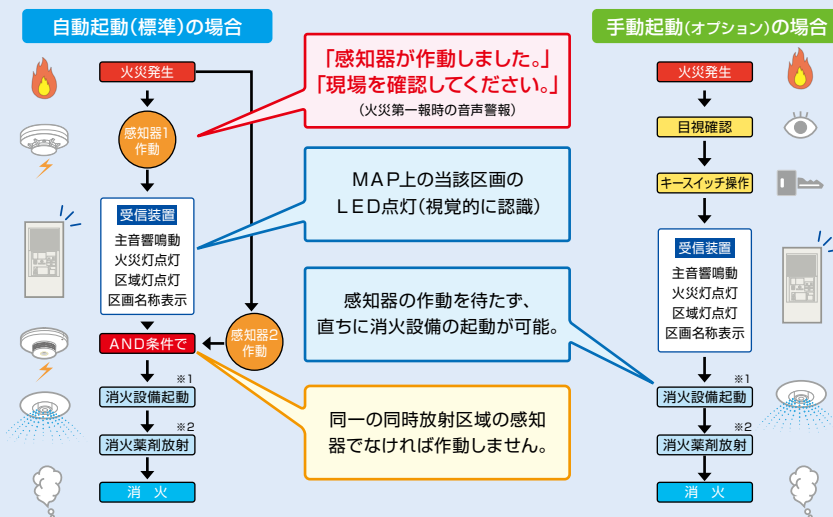 自動起動(標準)の場合
火災発生
感知器1
作動
受信装置
主音響鳴動
火災灯点灯
区域灯点灯
区画名称表示
AND条件で
感知器2
作動
※1
消火設備起動
※2
消火薬剤放射
消 火
「感知器が作動しました。」
「現場を確認してください。」
(火災第一報時の音声警報)
MAP上の当該区画の
LED点灯(視覚的に認識)
感知器の作動を待たず、
直ちに消火設備の起動が可能。
同一の同時放射区域の感知
器でなければ作動しません。
手動起動(オプション)の場合
火災発生
目視確認
キースイッチ操作
受信装置
主音響鳴動
火災灯点灯
区域灯点灯
区画名称表示
※1
消火設備起動
※2
消火薬剤放射
消 火